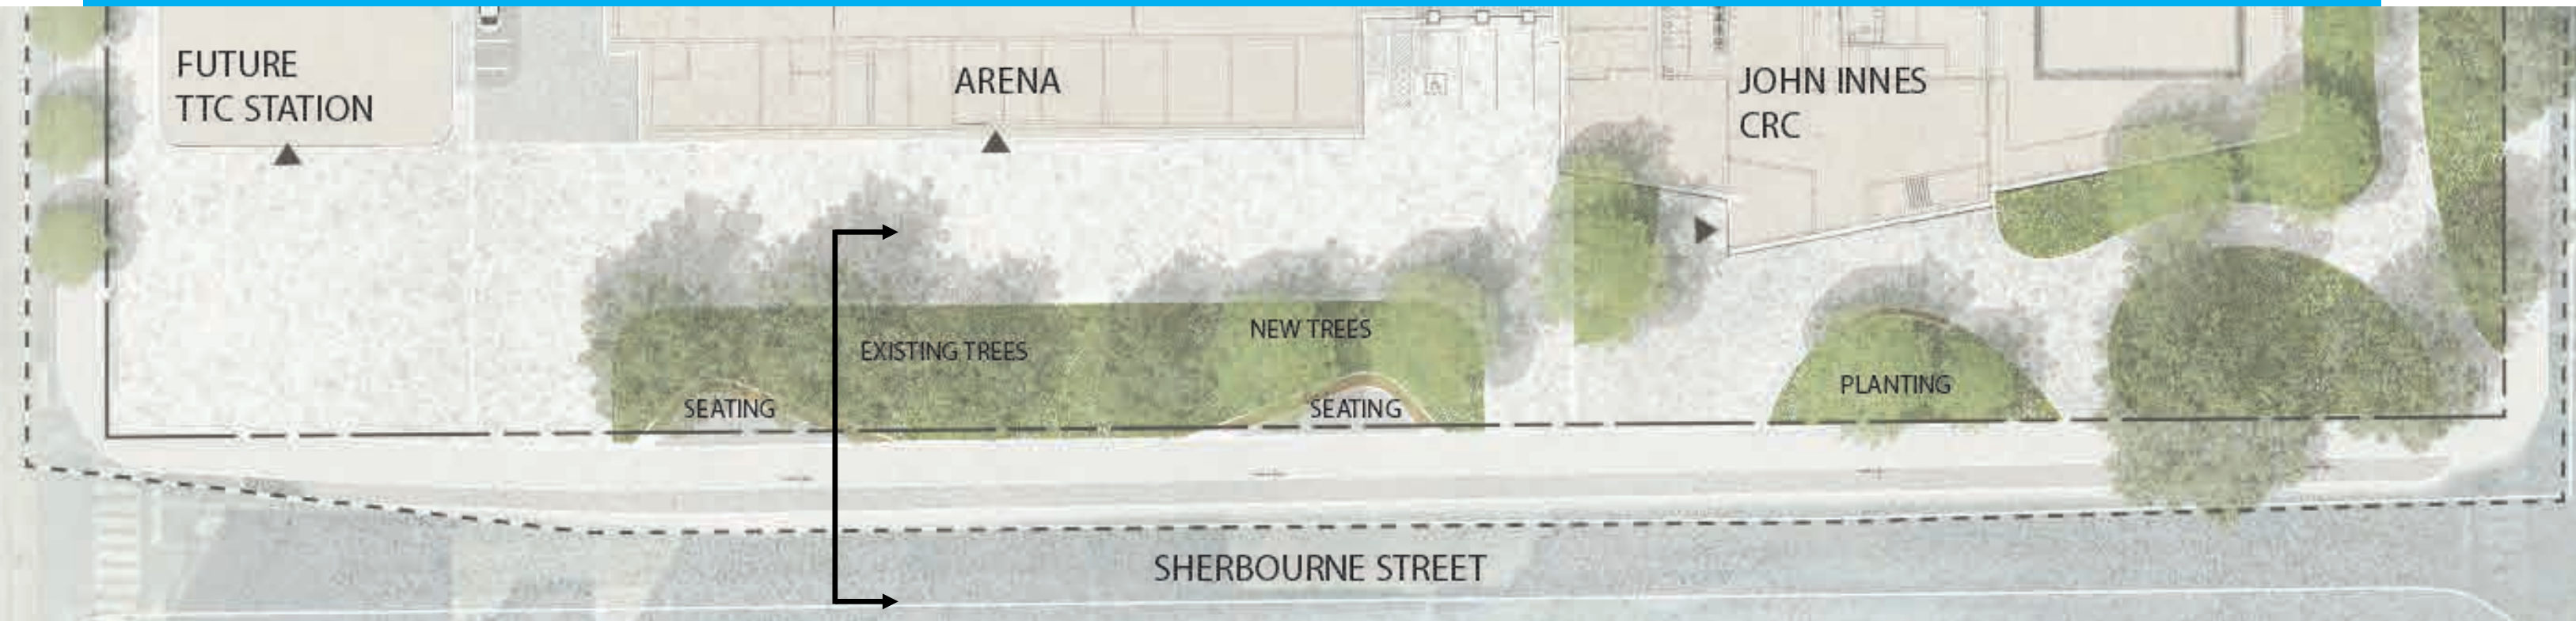 FUTURE
TTC STATION
ARENA
JOHN INNES
CRC
NEW TREES
EXISTING TREES
PLANTING
SEATING
SEATING
SHERBOURNE STREET